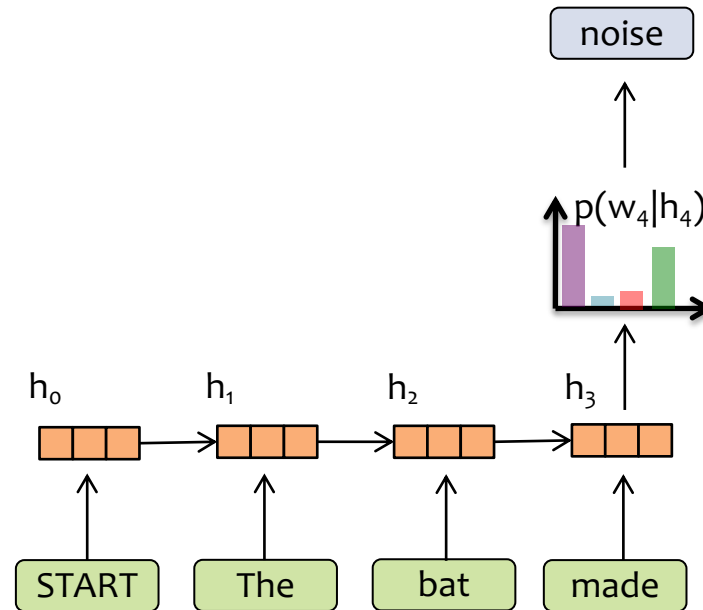 noise
p(w₄|h₄)
h₀ h₁ h₂ h₃
START The bat made